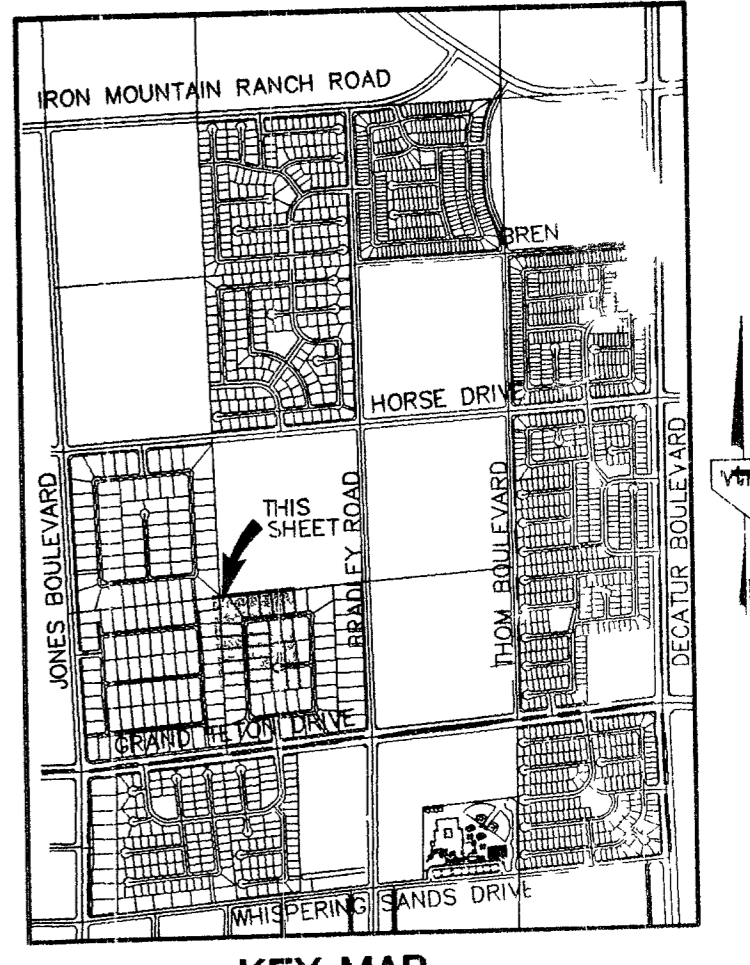 IRON MOUNTAIN RANCH ROAD
BREN
HORSE DRIVE
JONES BOULEVARD
THIS
SHEET
BRADLEY ROAD
THOM BOULEVARD
DECATUR BOULEVARD
GRAND TETON DRIVE
WHISPERING SANDS DRIVE
KEY MAP